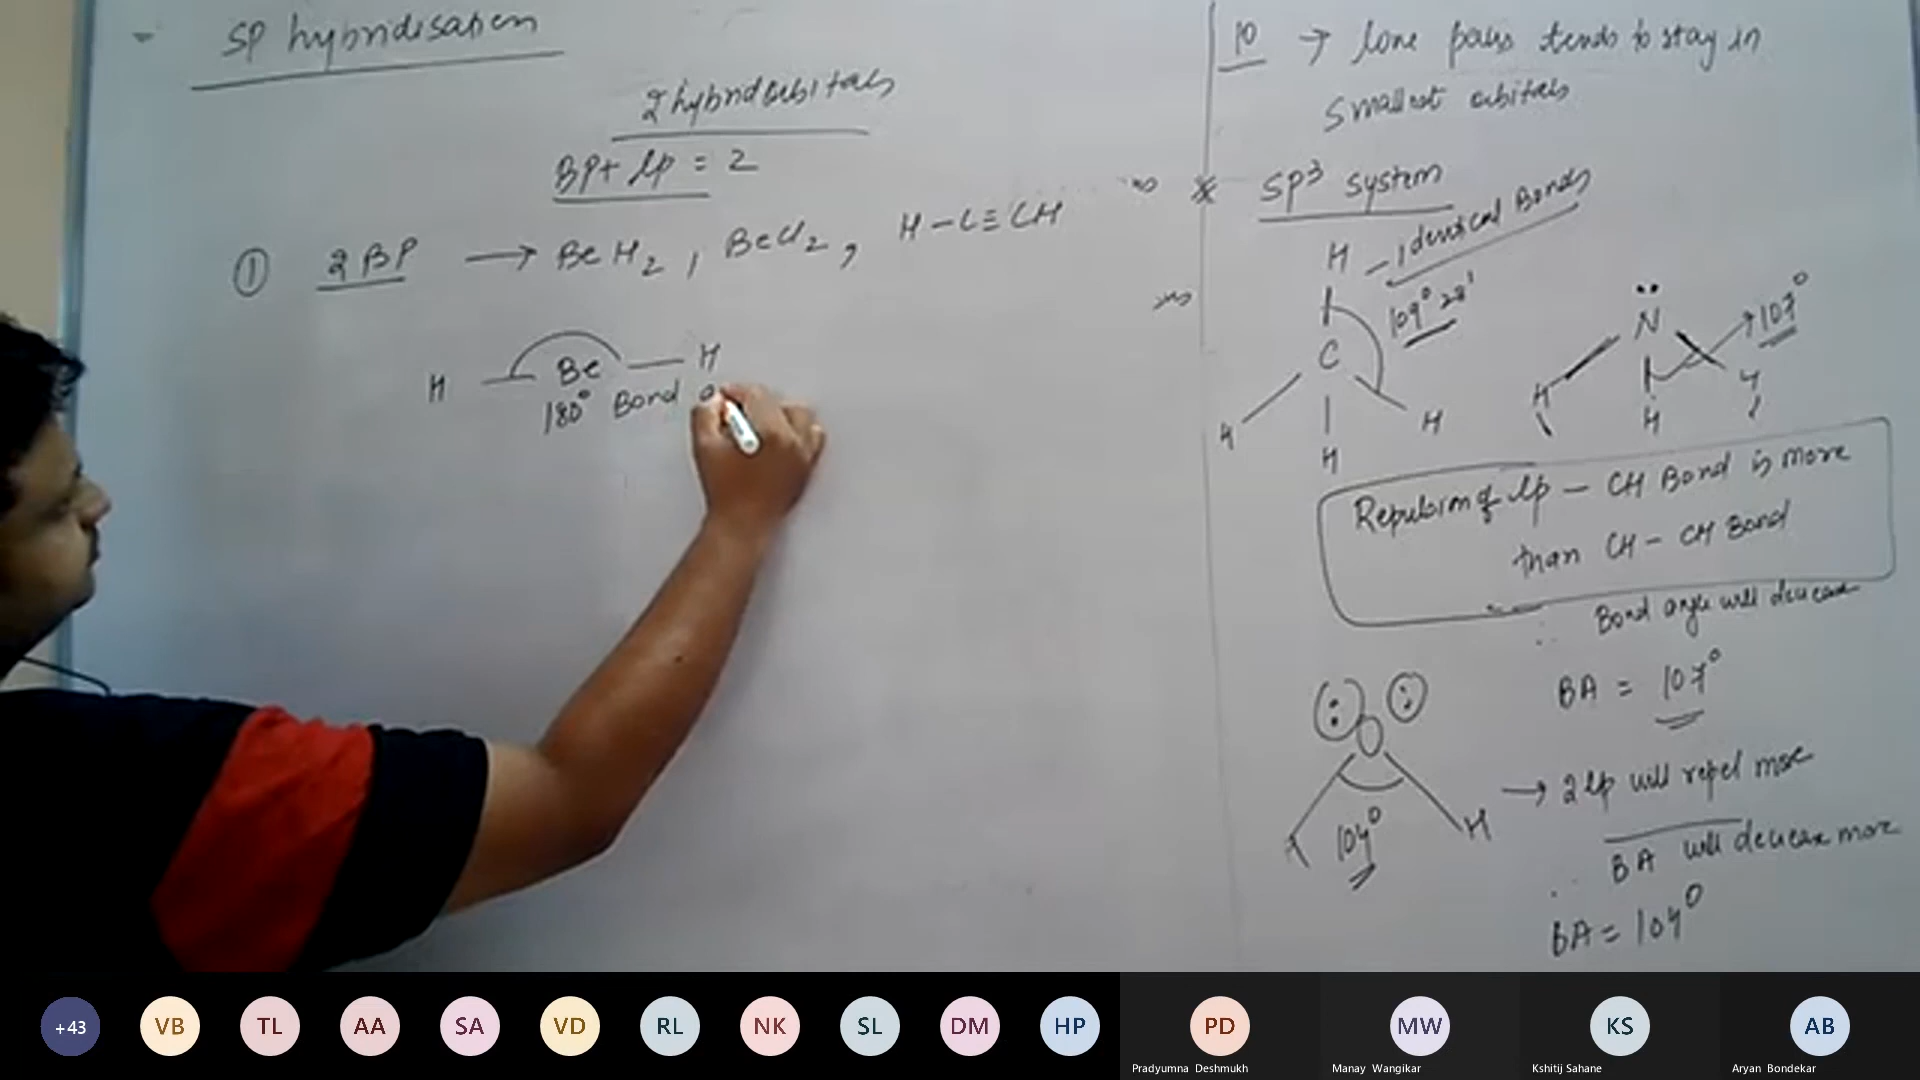 SP hybridisation
2 hybrid orbitals
BP + lp = 2
① 2 BP → BeH2, BeCl2, H-C≡CH
H Be H
180° Bond a
10 → lone pairs tends to stay in
smallest orbitals
* SP³ system
H - identical Bonds
109° 28'
C
H H
H
N 107°
H H
H
Repulsion of lp - CH Bond is more
than CH - CH Bond
∴ Bond angle will decrease
BA = 107°
O
H
104°
→ 2 lp will repel more
∴ BA will decrease more
BA = 104°
+43 VB TL AA SA VD RL NK SL DM HP PD MW KS AB
Pradyumna Deshmukh Manay Wangikar Kshitij Sahane Aryan Bondekar